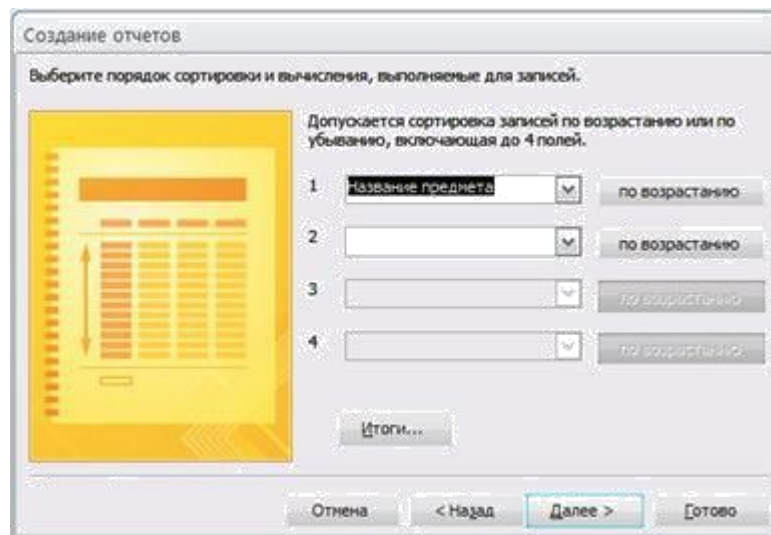 Создание отчетов
Выберите порядок сортировки и вычисления, выполняемые для записей.
Допускается сортировка записей по возрастанию или по
убыванию, включающая до 4 полей.
1 Название предмета по возрастанию
2 по возрастанию
3 по возрастанию
4 по возрастанию
Итоги...
Отмена < Назад Далее > Готово